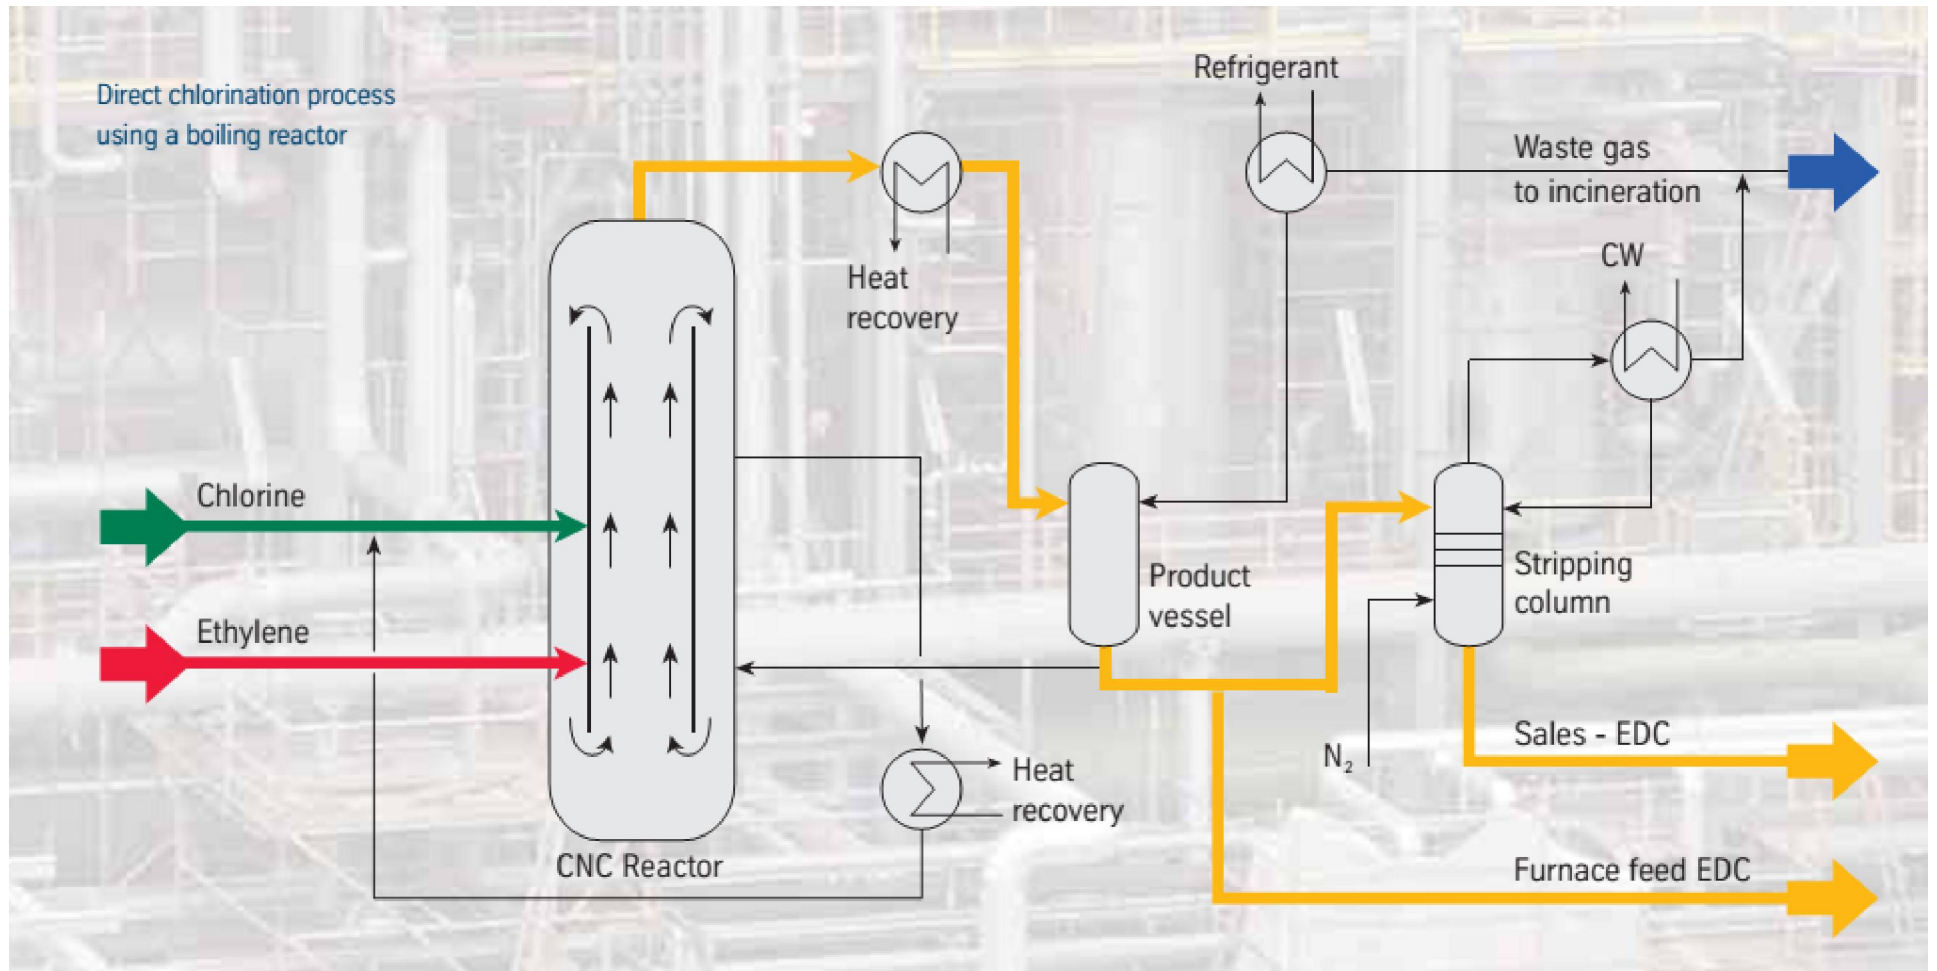 Direct chlorination process
using a boiling reactor
Refrigerant
Waste gas
to incineration
CW
Heat
recovery
Chlorine
Ethylene
Product
vessel
Stripping
column
N₂
Sales - EDC
Heat
recovery
CNC Reactor
Furnace feed EDC